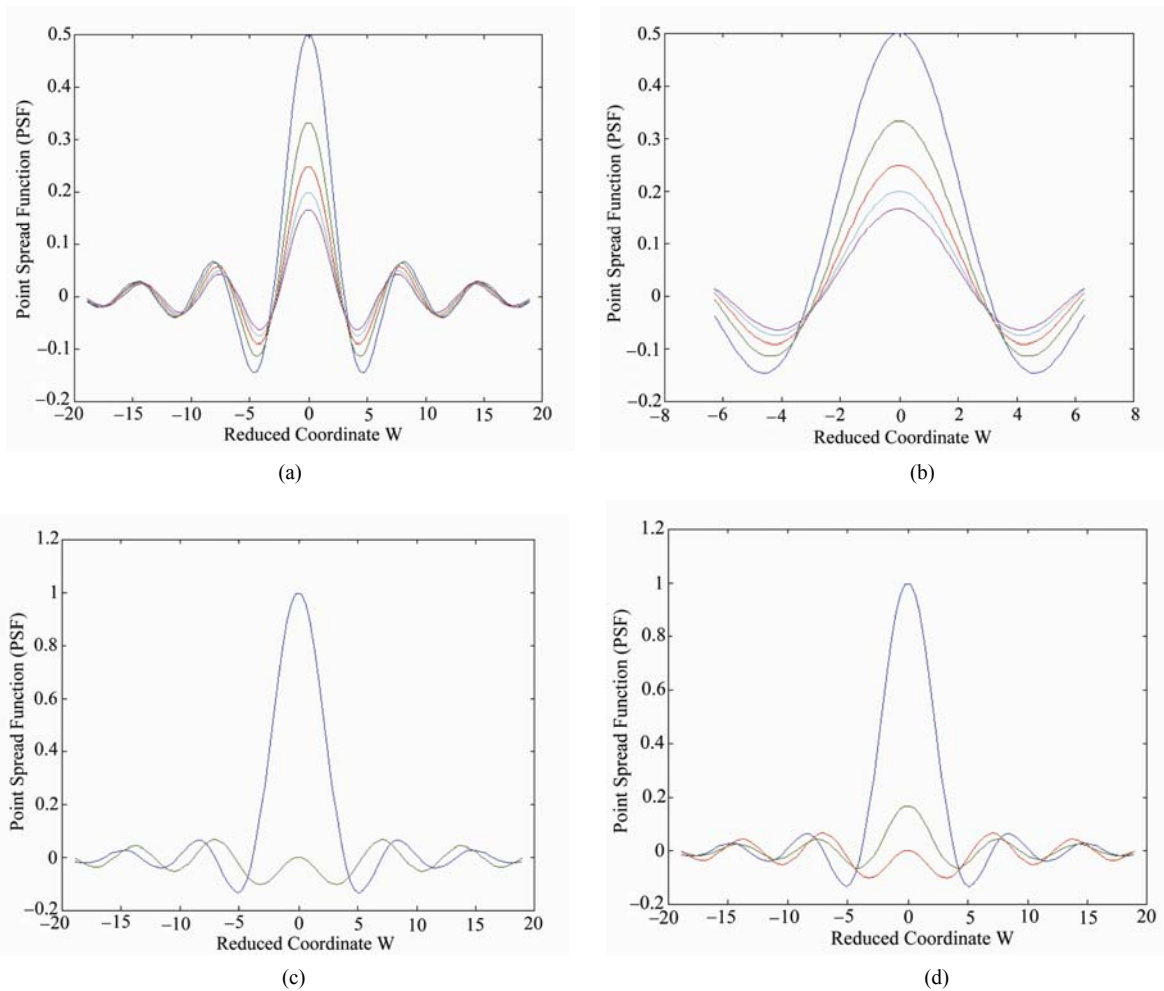 0.5
0.4
0.3
0.2
0.1
0
−0.1
−0.2
−20 −15 −10 −5 0 5 10 15 20
Point Spread Function (PSF)
Reduced Coordinate W
(a)
0.5
0.4
0.3
0.2
0.1
0
−0.1
−0.2
−8 −6 −4 −2 0 2 4 6 8
Point Spread Function (PSF)
Reduced Coordinate W
(b)
1.2
1
0.8
0.6
0.4
0.2
0
−0.2
−20 −15 −10 −5 0 5 10 15 20
Point Spread Function (PSF)
Reduced Coordinate W
(c)
1.2
1
0.8
0.6
0.4
0.2
0
−0.2
−20 −15 −10 −5 0 5 10 15 20
Point Spread Function (PSF)
Reduced Coordinate W
(d)